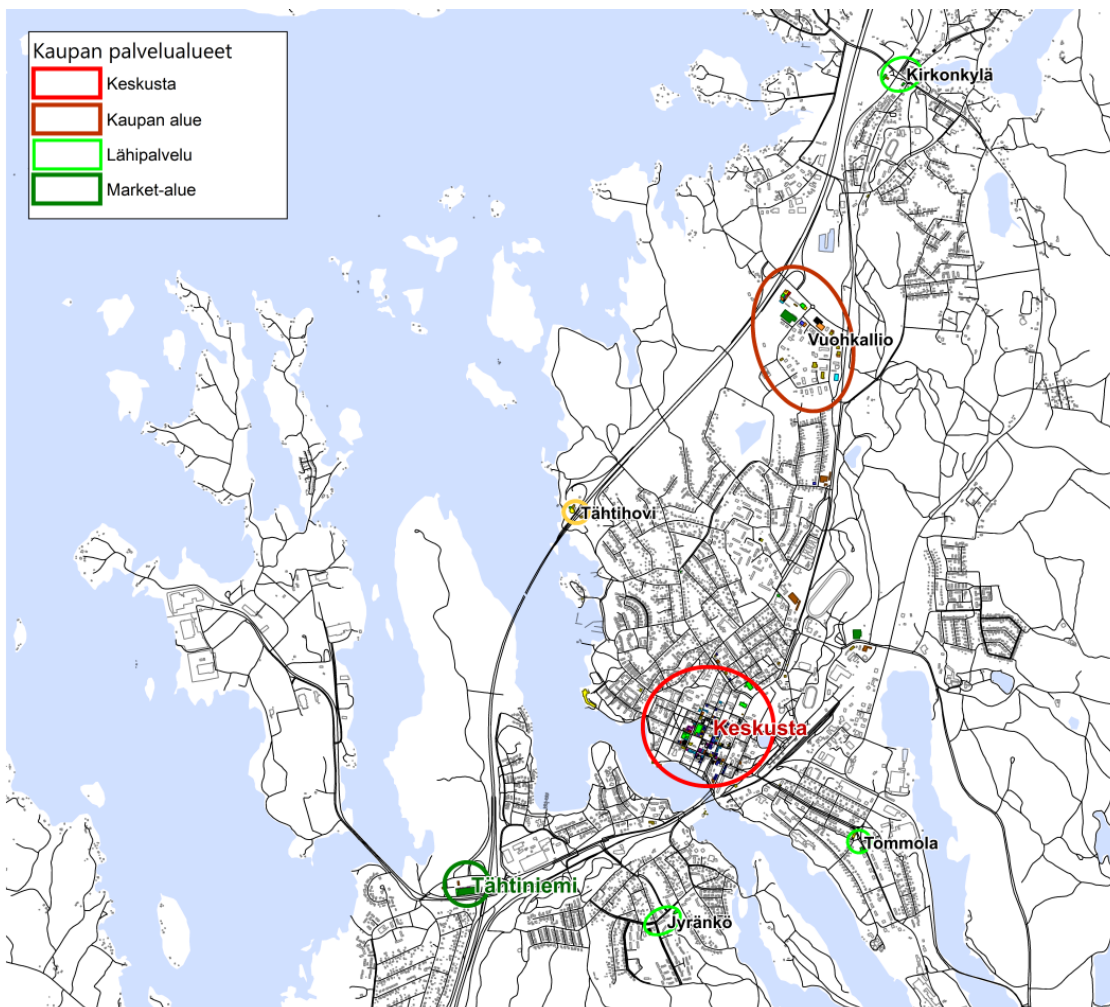 Kaupan palvelualueet
Keskusta
Kaupan alue
Lähipalvelu
Market-alue
Kirkonkylä
Vuohkallio
Tähtihovi
Keskusta
Tommola
Tähtiniemi
Jyränkö